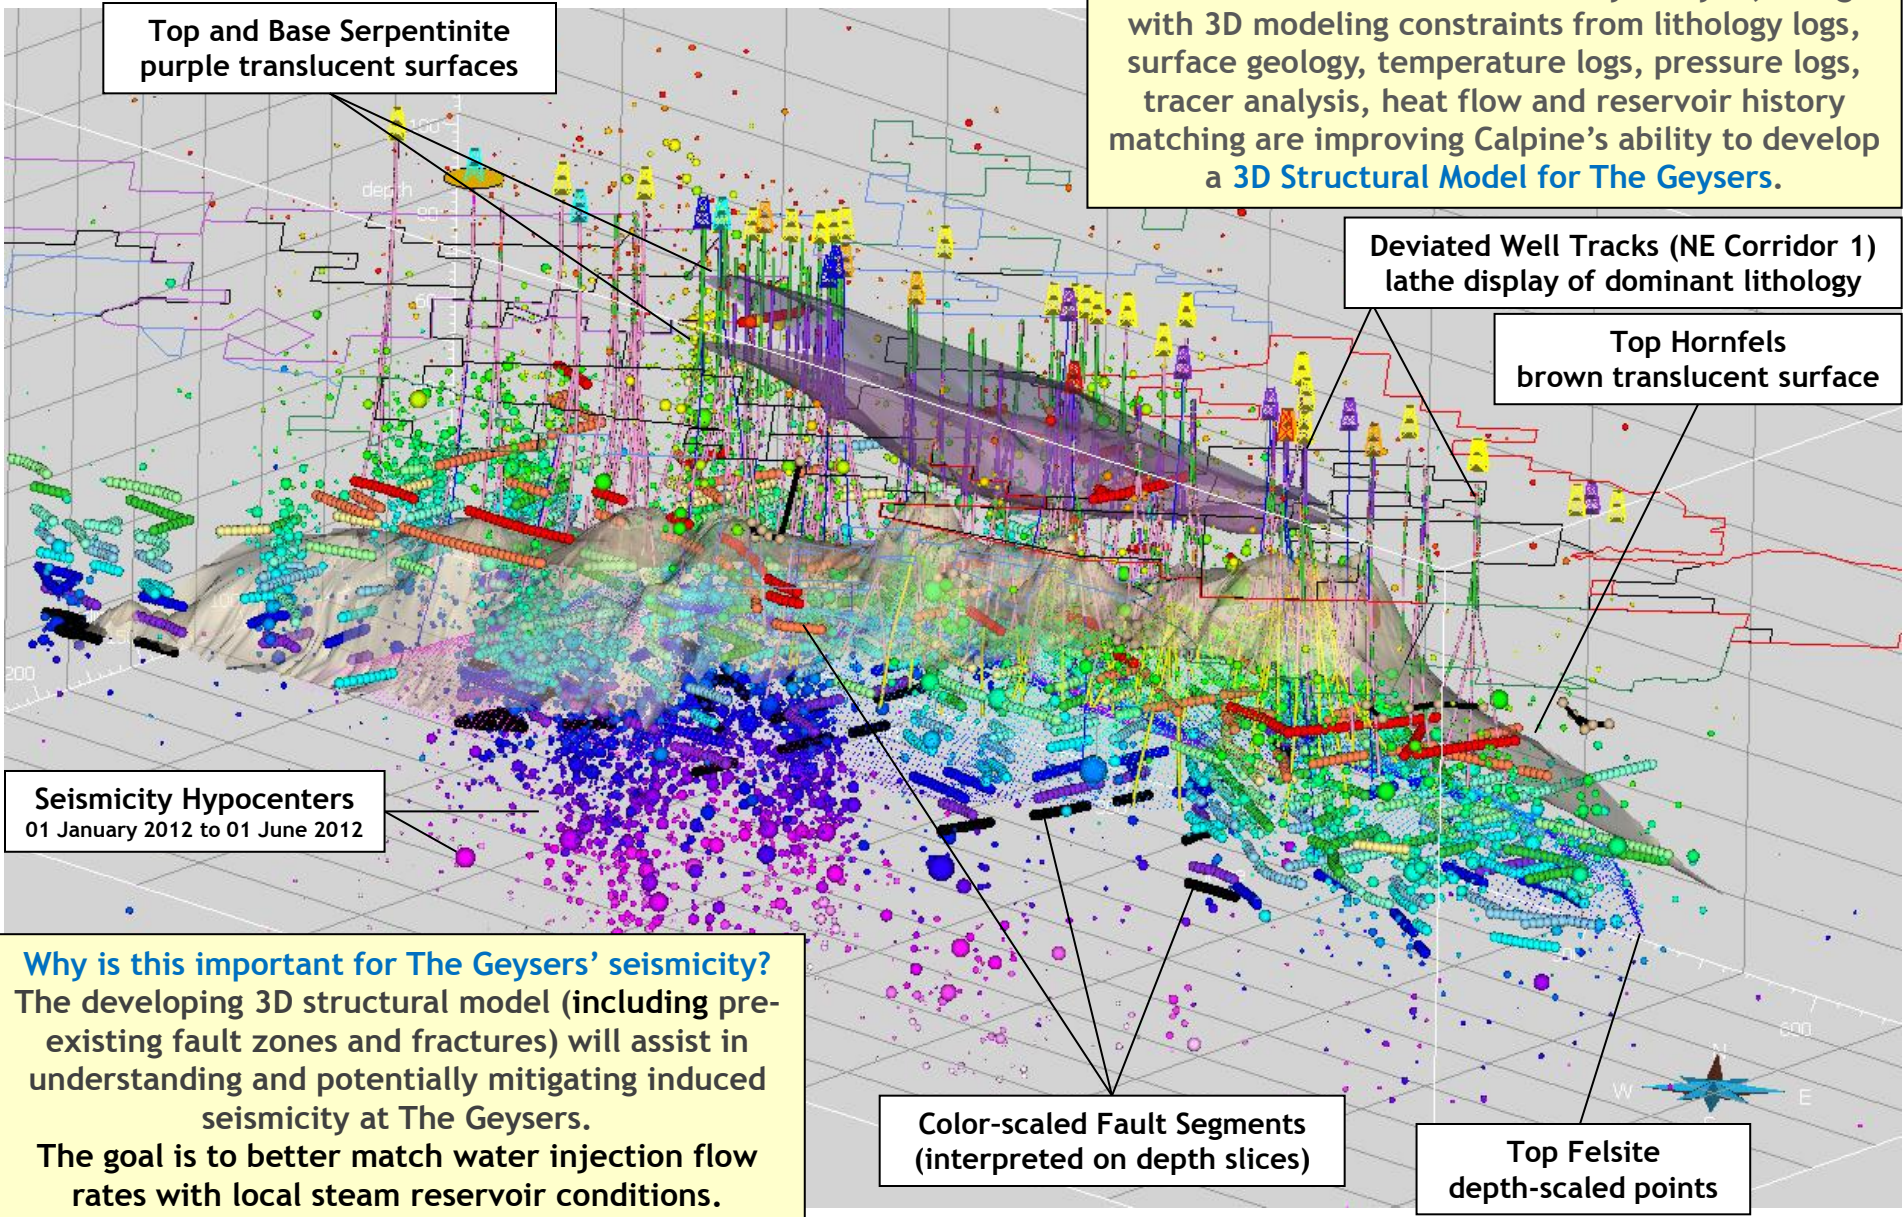 with 3D modeling constraints from lithology logs,
surface geology, temperature logs, pressure logs,
tracer analysis, heat flow and reservoir history
matching are improving Calpine’s ability to develop
a 3D Structural Model for The Geysers.
Top and Base Serpentinite
purple translucent surfaces
Deviated Well Tracks (NE Corridor 1)
lathe display of dominant lithology
Top Hornfels
brown translucent surface
depth
100
80
60
100
200
Seismicity Hypocenters
01 January 2012 to 01 June 2012
Why is this important for The Geysers’ seismicity?
The developing 3D structural model (including pre-
existing fault zones and fractures) will assist in
understanding and potentially mitigating induced
seismicity at The Geysers.
The goal is to better match water injection flow
rates with local steam reservoir conditions.
Color-scaled Fault Segments
(interpreted on depth slices)
Top Felsite
depth-scaled points
600
N
W
E